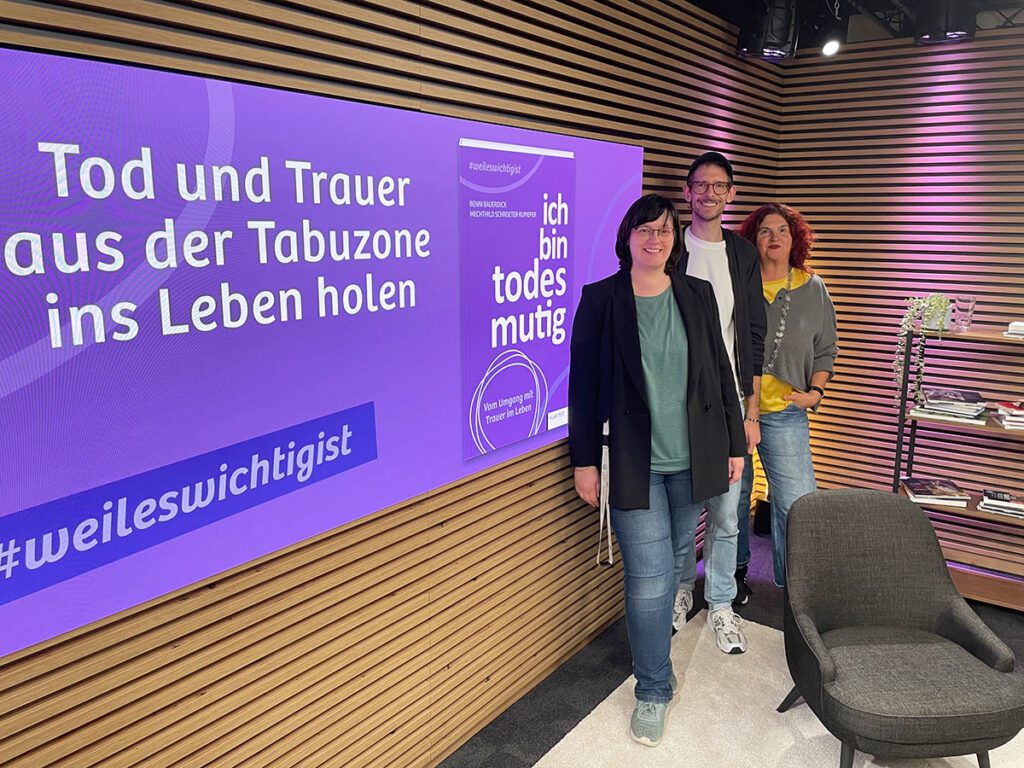 Tod und Trauer
aus der Tabuzone
ins Leben holen
#weileswichtigist
#weileswichtigist
BENNI BAUERDICK
MECHTHILD SCHROETER-RUPIEPER
ich
bin
todes
mutig
Vom Umgang mit
Trauer im Leben